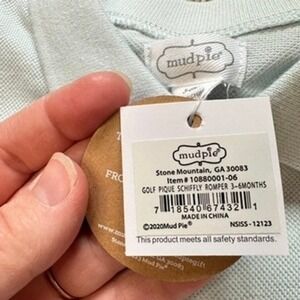 mudpie®
mudpie
Stone Mountain, GA 30083
Item# 10880001-06
GOLF PIQUE SCHIFFLY ROMPER 3-6MONTHS
7 18540 67432 1
MADE IN CHINA
©2020Mud Pie® NSISS-12123
This product meets all safety standards.